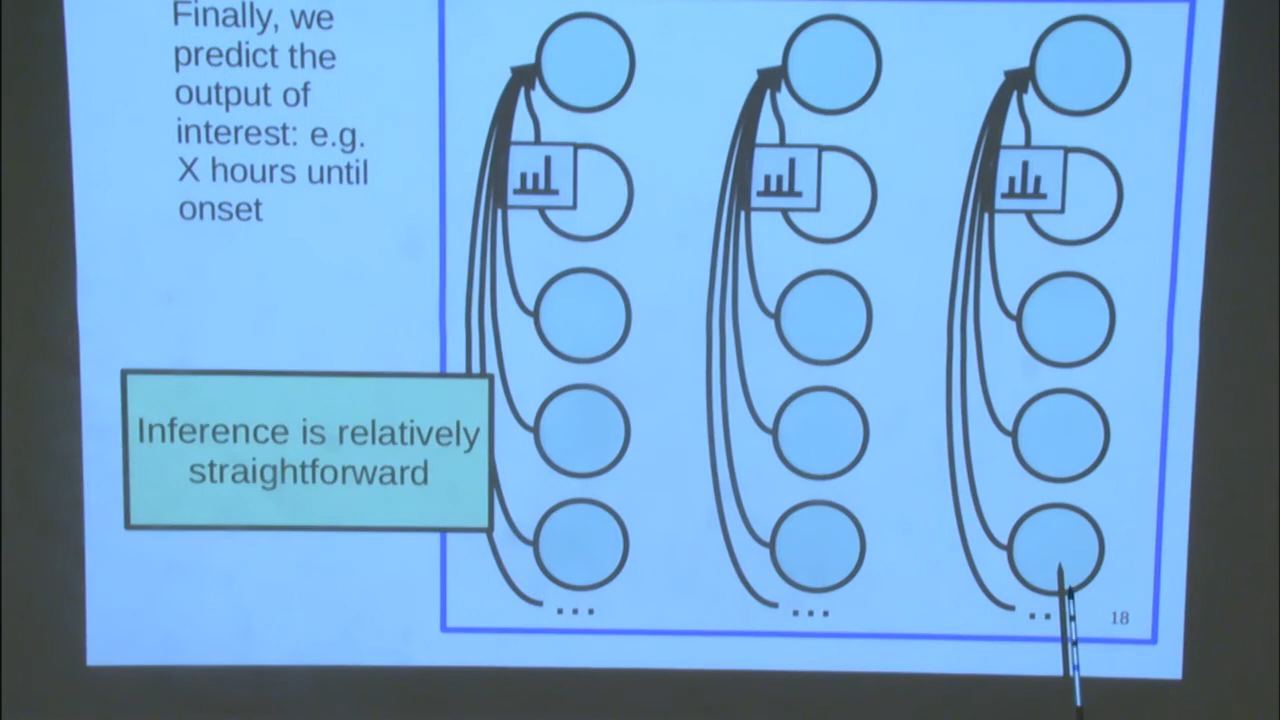 Finally, we
predict the
output of
interest: e.g.
X hours until
onset
Inference is relatively
straightforward
...
...
18